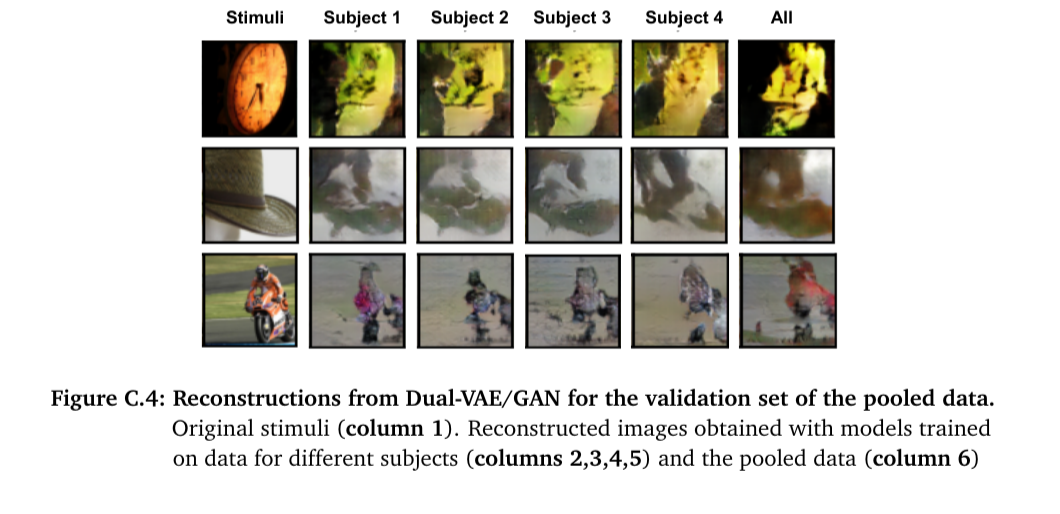 Stimuli Subject 1 Subject 2 Subject 3 Subject 4 All
Figure C.4: Reconstructions from Dual-VAE/GAN for the validation set of the pooled data.
Original stimuli (column 1). Reconstructed images obtained with models trained
on data for different subjects (columns 2,3,4,5) and the pooled data (column 6)